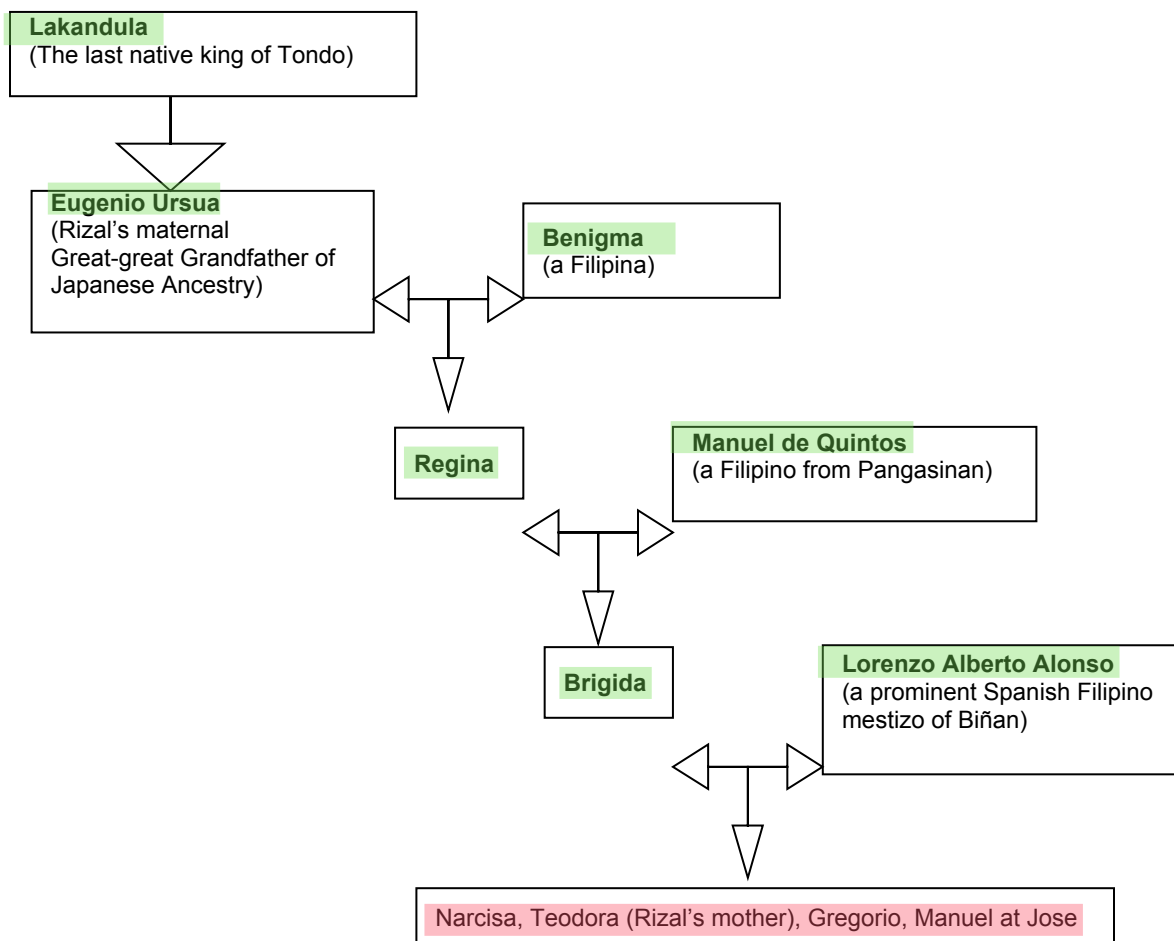 Lakandula
(The last native king of Tondo)
Eugenio Ursua
(Rizal’s maternal
Great-great Grandfather of
Japanese Ancestry)
Benigma
(a Filipina)
Regina
Manuel de Quintos
(a Filipino from Pangasinan)
Brigida
Lorenzo Alberto Alonso
(a prominent Spanish Filipino
mestizo of Biñan)
Narcisa, Teodora (Rizal’s mother), Gregorio, Manuel at Jose